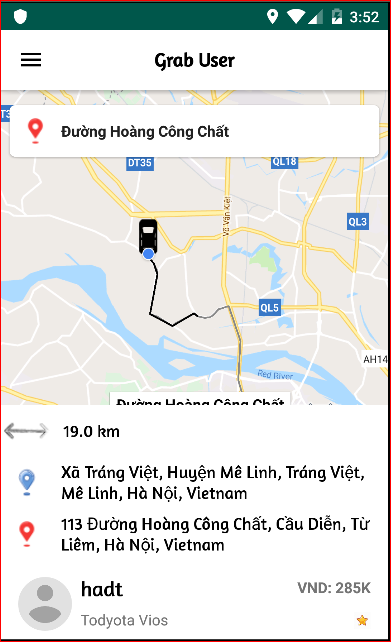 3:52
Grab User
Đường Hoàng Công Chất
DT35
QL18
Võ Văn Kiệt
QL3
QL5
AH14
Red River
Đường Hoàng Công Chất
19.0 km
Xã Tráng Việt, Huyện Mê Linh, Tráng Việt,
Mê Linh, Hà Nội, Vietnam
113 Đường Hoàng Công Chất, Cầu Diễn, Từ
Liêm, Hà Nội, Vietnam
hadt
VND: 285K
Todyota Vios